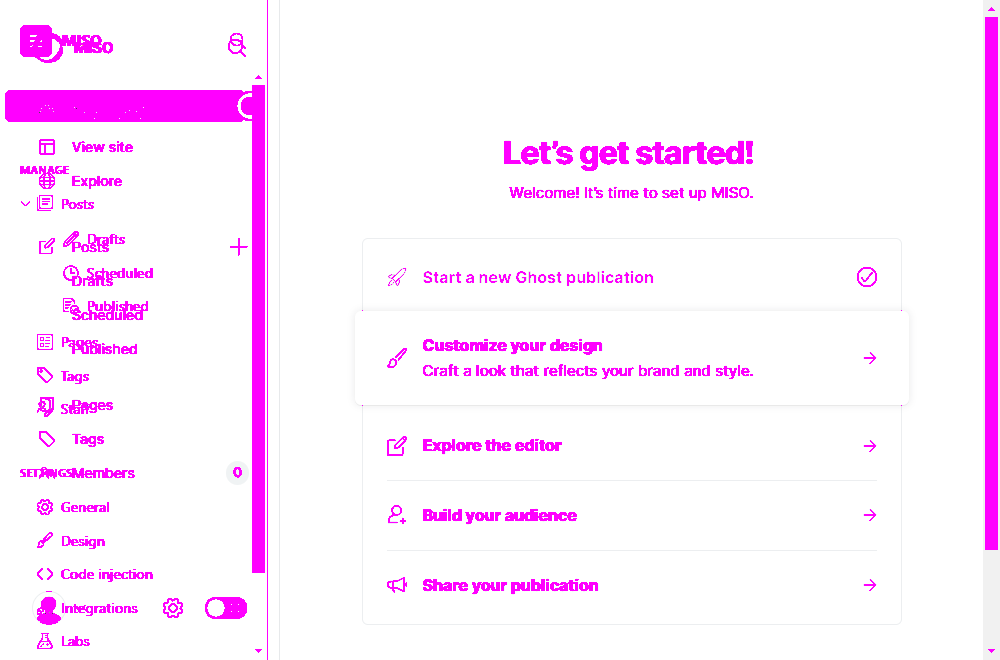 MISO
MISO
View site
MANAGE
Explore
Posts
Drafts
Posts
Scheduled
Drafts
Published
Scheduled
Pages
Published
Tags
Staff
Pages
Tags
SETTINGS
Members
0
General
Design
Code injection
Integrations
Labs
Let's get started!
Welcome! It's time to set up MISO.
Start a new Ghost publication
Customize your design
Craft a look that reflects your brand and style.
Explore the editor
Build your audience
Share your publication